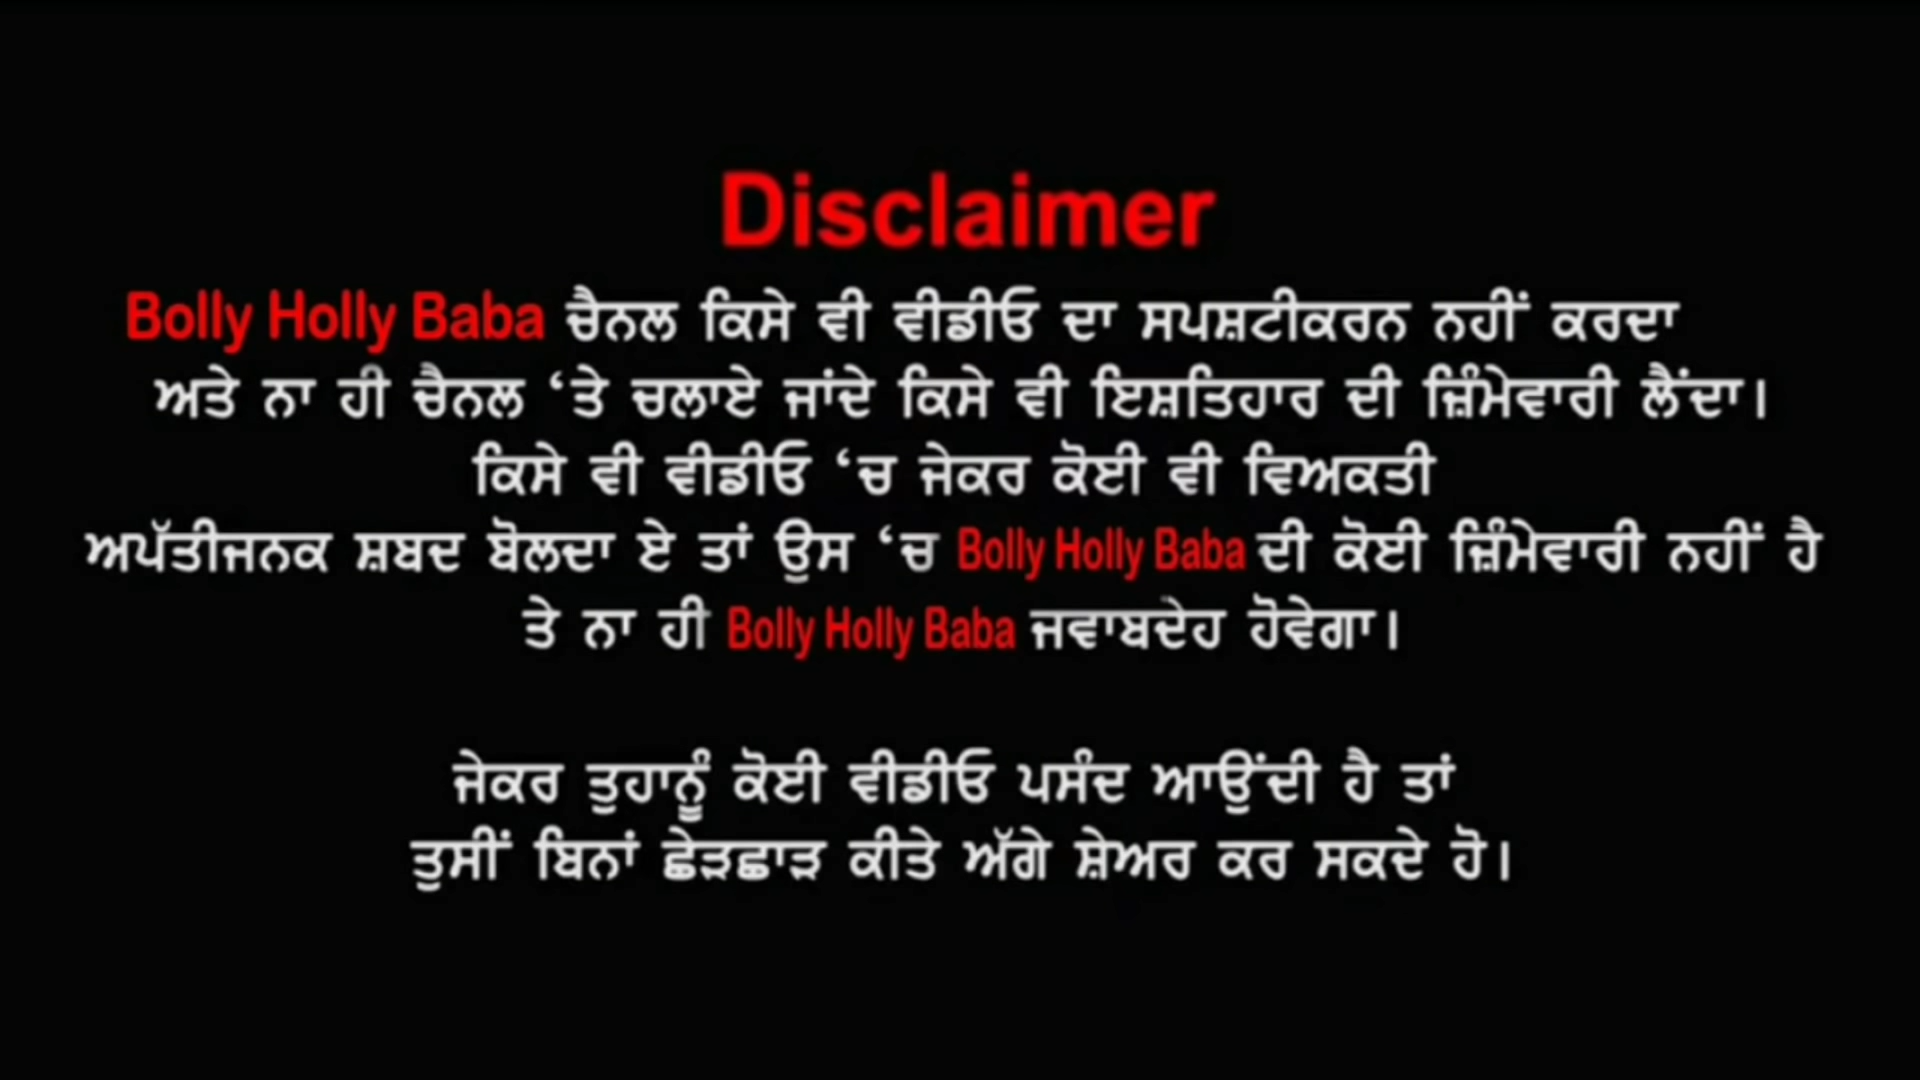 Disclaimer
Bolly Holly Baba ਚੈਨਲ ਕਿਸੇ ਵੀ ਵੀਡੀਓ ਦਾ ਸਪਸ਼ਟੀਕਰਨ ਨਹੀਂ ਕਰਦਾ
ਅਤੇ ਨਾ ਹੀ ਚੈਨਲ ‘ਤੇ ਚਲਾਏ ਜਾਂਦੇ ਕਿਸੇ ਵੀ ਇਸ਼ਤਿਹਾਰ ਦੀ ਜ਼ਿੰਮੇਵਾਰੀ ਲੈਂਦਾ।
ਕਿਸੇ ਵੀ ਵੀਡੀਓ ‘ਚ ਜੇਕਰ ਕੋਈ ਵੀ ਵਿਅਕਤੀ
ਅਪੱਤੀਜਨਕ ਸ਼ਬਦ ਬੋਲਦਾ ਏ ਤਾਂ ਉਸ ‘ਚ Bolly Holly Baba ਦੀ ਕੋਈ ਜ਼ਿੰਮੇਵਾਰੀ ਨਹੀਂ ਹੈ
ਤੇ ਨਾ ਹੀ Bolly Holly Baba ਜਵਾਬਦੇਹ ਹੋਵੇਗਾ।
ਜੇਕਰ ਤੁਹਾਨੂੰ ਕੋਈ ਵੀਡੀਓ ਪਸੰਦ ਆਉਂਦੀ ਹੈ ਤਾਂ
ਤੁਸੀਂ ਬਿਨਾਂ ਛੇੜਛਾੜ ਕੀਤੇ ਅੱਗੇ ਸ਼ੇਅਰ ਕਰ ਸਕਦੇ ਹੋ।